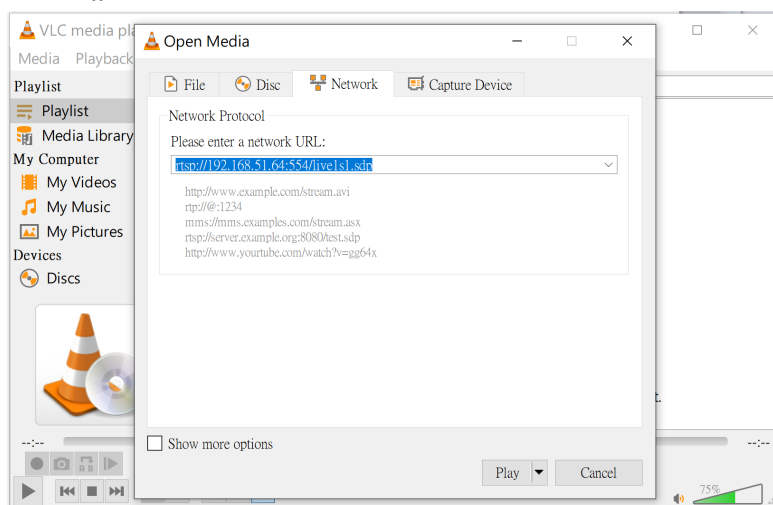 VLC media pla
Media Playback
Playlist
Playlist
Media Library
My Computer
My Videos
My Music
My Pictures
Devices
Discs
--:--
Open Media
File Disc Network Capture Device
Network Protocol
Please enter a network URL:
rtsp://192.168.51.64:554/live1s1.sdp
http://www.example.com/stream.avi
rtp://@:1234
mms://mms.examples.com/stream.asx
rtsp://server.example.org:8080/test.sdp
http://www.yourtube.com/watch?v=gg64x
Show more options
Play Cancel
t.
--:--
75%